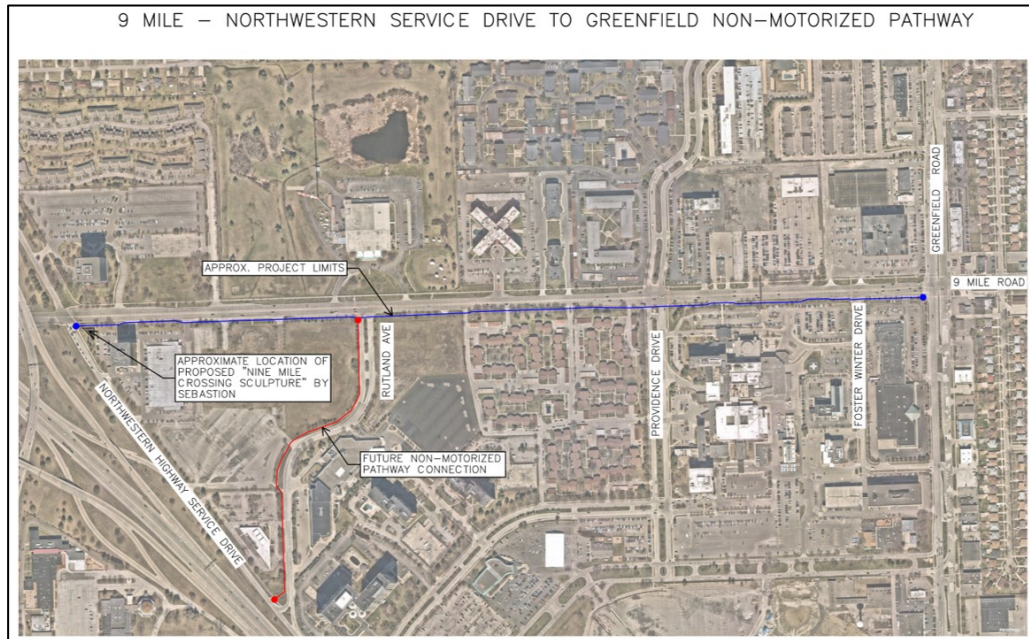 9 MILE – NORTHWESTERN SERVICE DRIVE TO GREENFIELD NON-MOTORIZED PATHWAY
GREENFIELD ROAD
APPROX. PROJECT LIMITS
9 MILE ROAD
APPROXIMATE LOCATION OF
PROPOSED "NINE MILE
CROSSING SCULPTURE" BY
SEBASTION
RUTLAND AVE
PROVIDENCE DRIVE
FOSTER WINTER DRIVE
NORTHWESTERN HIGHWAY SERVICE DRIVE
FUTURE NON-MOTORIZED
PATHWAY CONNECTION